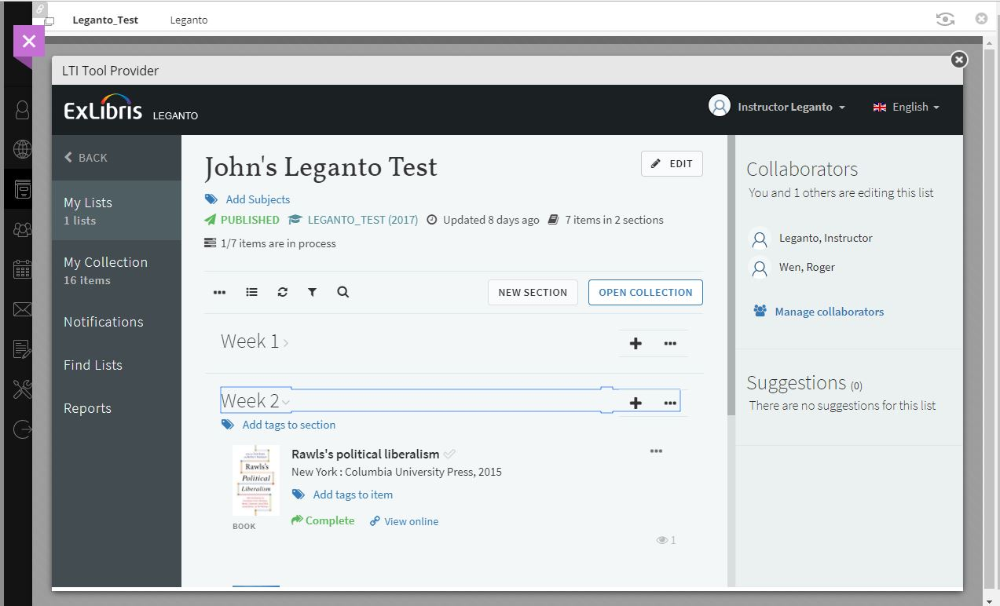 Leganto_Test Leganto
LTI Tool Provider
ExLibris LEGANTO
Instructor Leganto English
BACK
My Lists
1 lists
My Collection
16 items
Notifications
Find Lists
Reports
John's Leganto Test
EDIT
Add Subjects
PUBLISHED LEGANTO_TEST (2017) Updated 8 days ago 7 items in 2 sections
1/7 items are in process
NEW SECTION OPEN COLLECTION
Week 1
Week 2
Add tags to section
Rawls's
Political
Liberalism
BOOK
Rawls's political liberalism
New York : Columbia University Press, 2015
Add tags to item
Complete View online
1
Collaborators
You and 1 others are editing this list
Leganto, Instructor
Wen, Roger
Manage collaborators
Suggestions (0)
There are no suggestions for this list